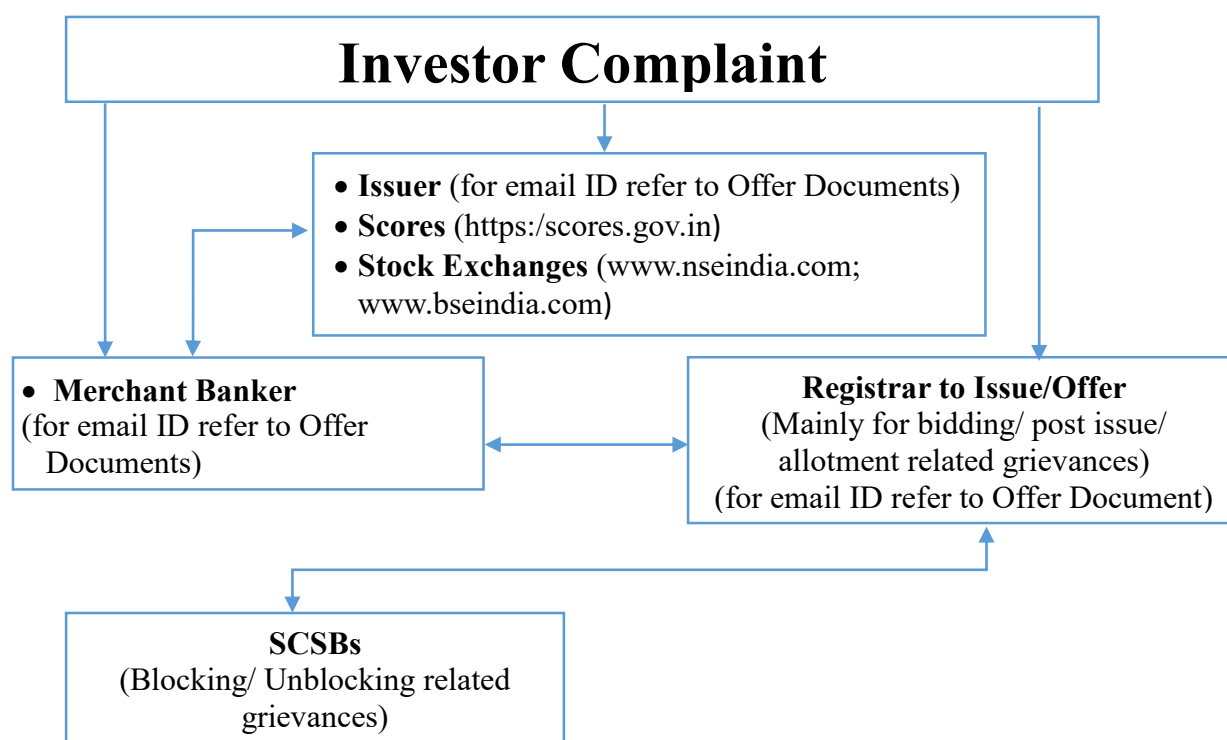 Investor Complaint
• Issuer (for email ID refer to Offer Documents)
• Scores (https:/scores.gov.in)
• Stock Exchanges (www.nseindia.com;
www.bseindia.com)
• Merchant Banker
(for email ID refer to Offer
Documents)
Registrar to Issue/Offer
(Mainly for bidding/ post issue/
allotment related grievances)
(for email ID refer to Offer Document)
SCSBs
(Blocking/ Unblocking related
grievances)